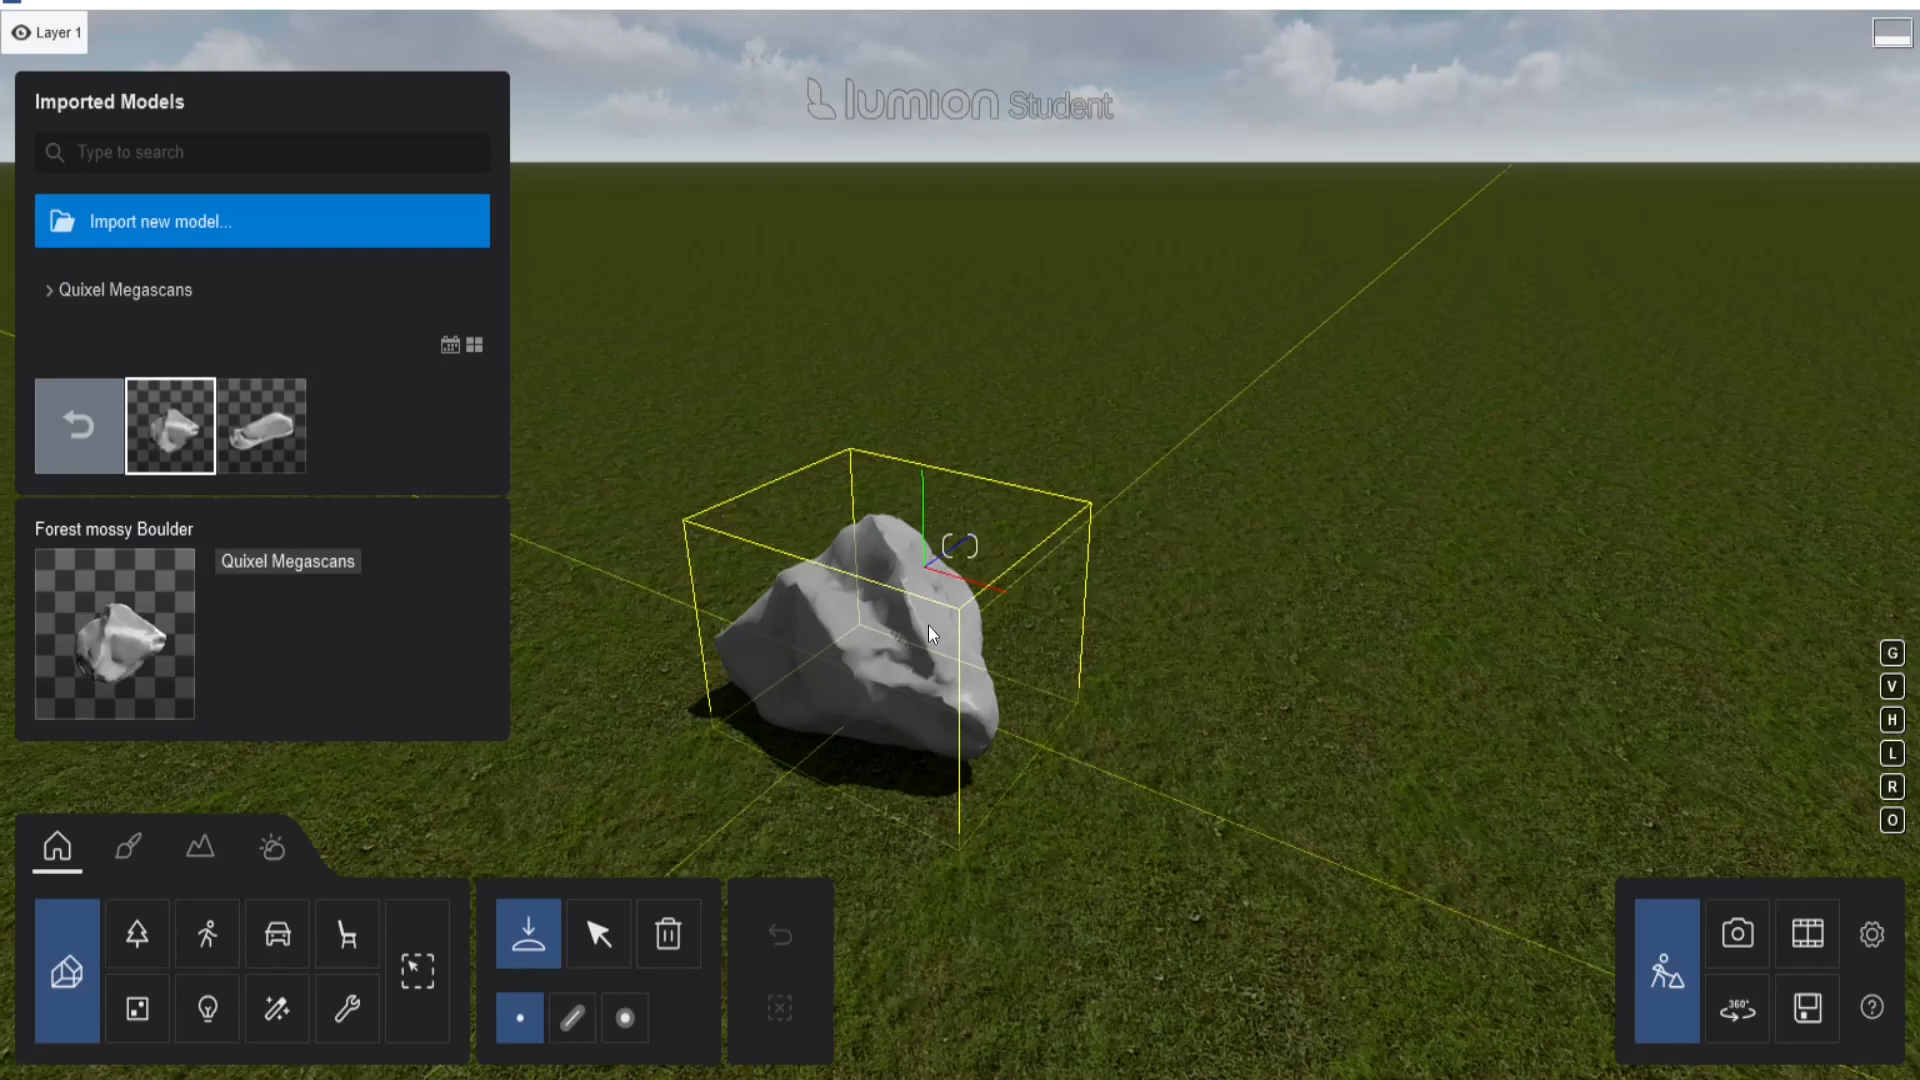 Layer 1
lumion Student
Imported Models
Type to search
Import new model...
Quixel Megascans
Forest mossy Boulder
Quixel Megascans
G
V
H
L
R
O
360°